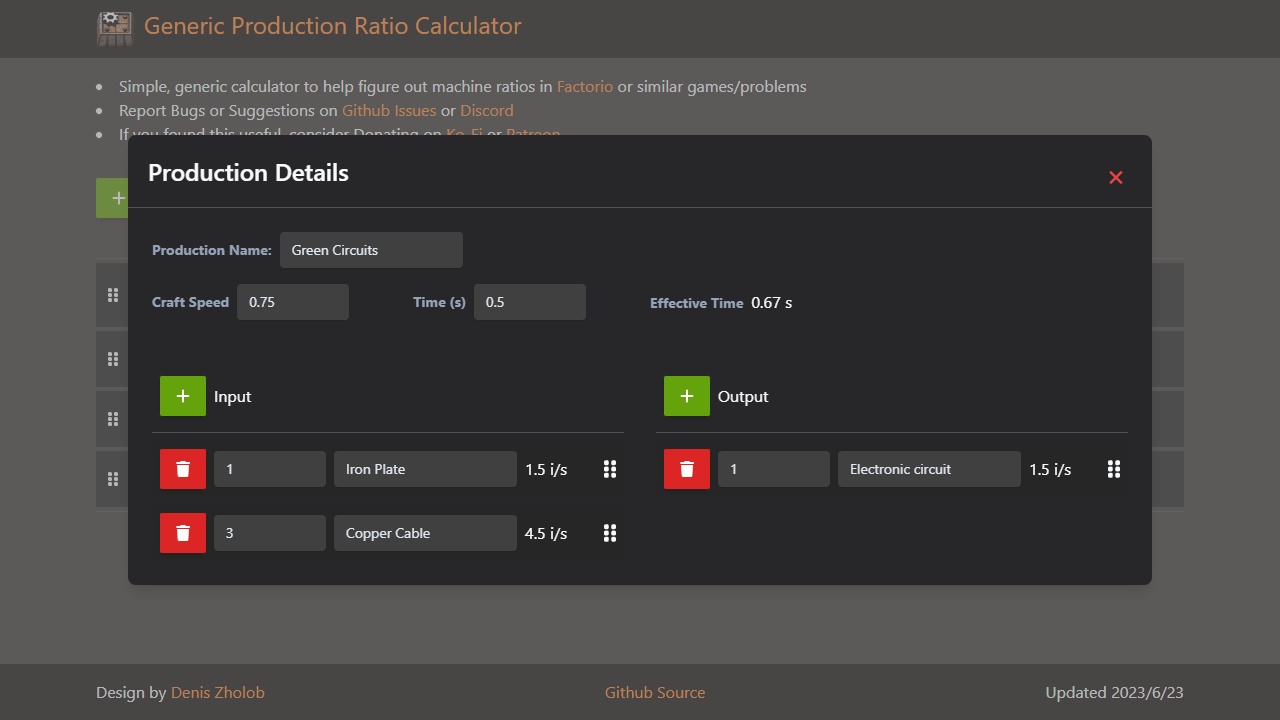 Generic Production Ratio Calculator
Simple, generic calculator to help figure out machine ratios in Factorio or similar games/problems
Report Bugs or Suggestions on Github Issues or Discord
If you found this useful, consider Donating on Ko-Fi or Patreon
Production Details
Production Name: Green Circuits
Craft Speed 0.75 Time (s) 0.5 Effective Time 0.67 s
Input Output
1 Iron Plate 1.5 i/s 1 Electronic circuit 1.5 i/s
3 Copper Cable 4.5 i/s
Design by Denis Zholob Github Source Updated 2023/6/23